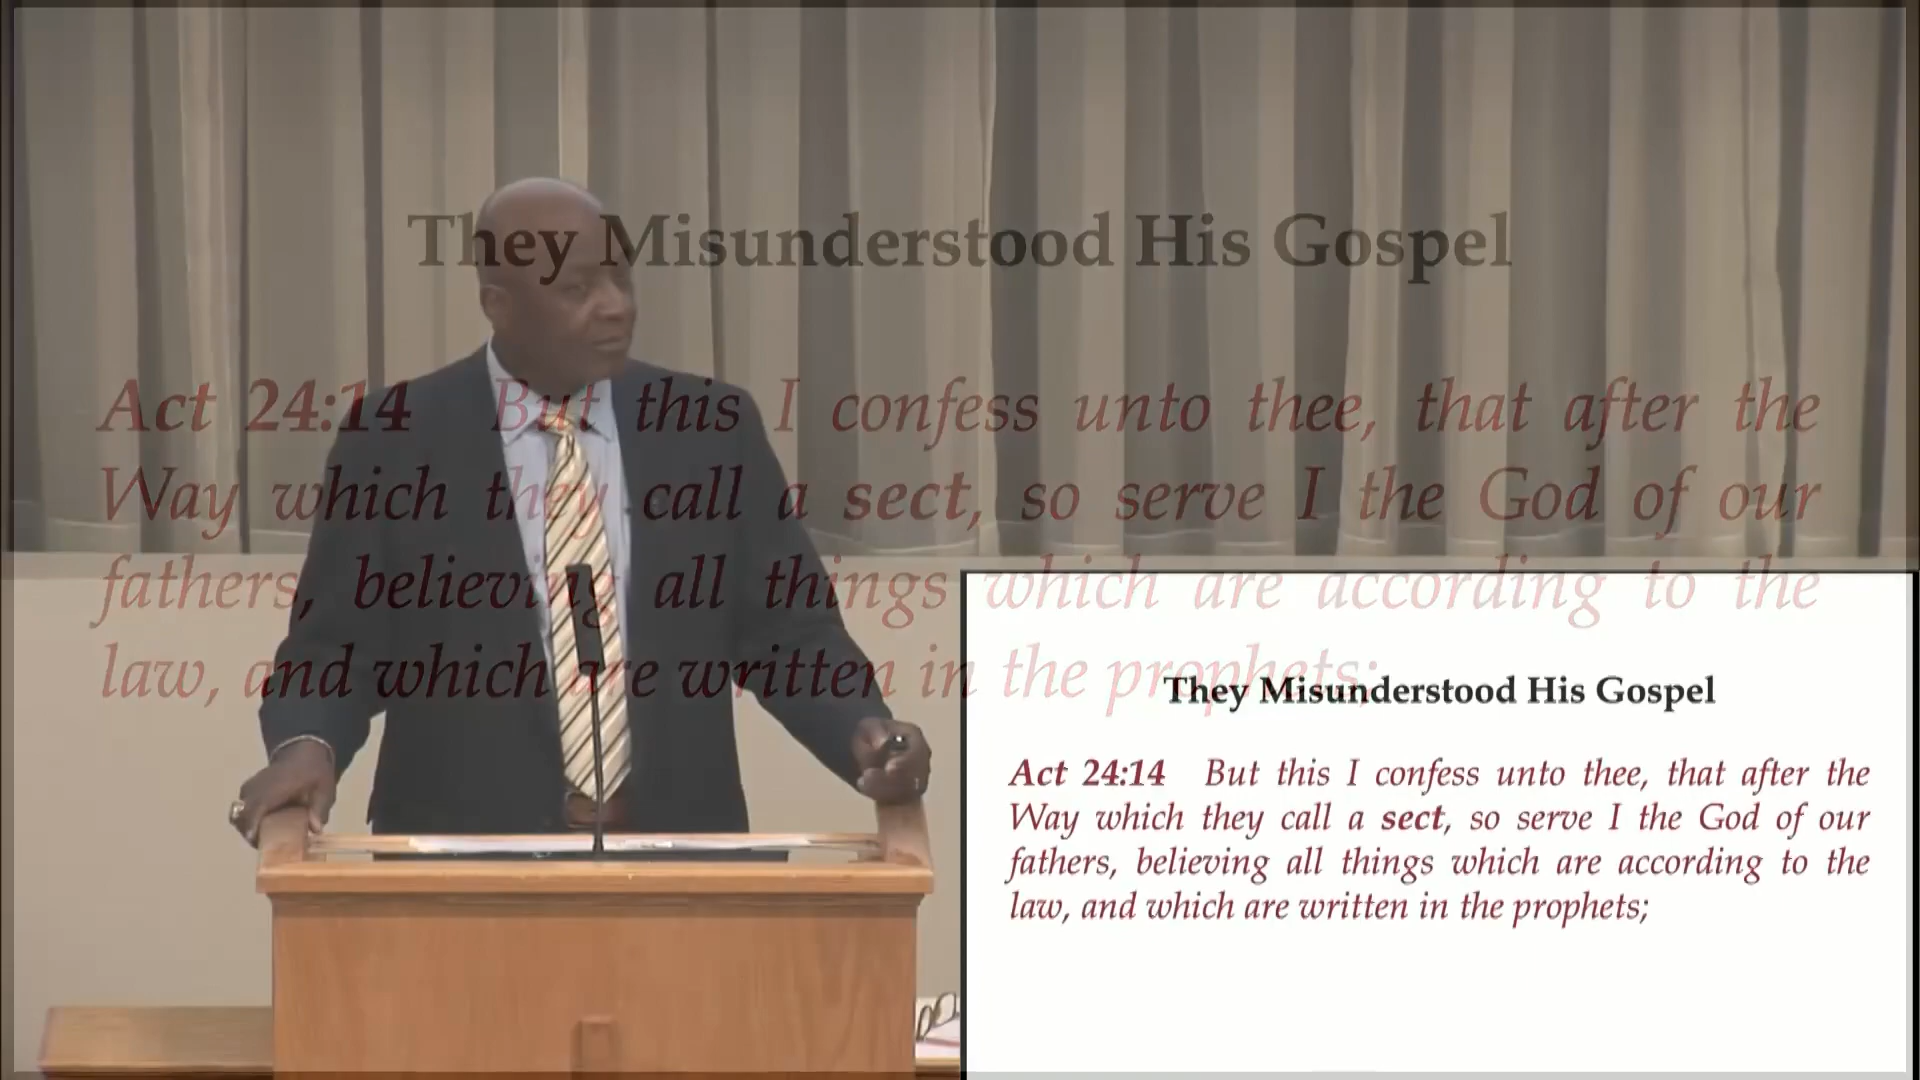 They Misunderstood His Gospel
Act 24:14 But this I confess unto thee, that after the
Way which they call a sect, so serve I the God of our
fathers, believing all things which are according to the
law, and which are written in the prophets;
They Misunderstood His Gospel
Act 24:14 But this I confess unto thee, that after the
Way which they call a sect, so serve I the God of our
fathers, believing all things which are according to the
law, and which are written in the prophets;